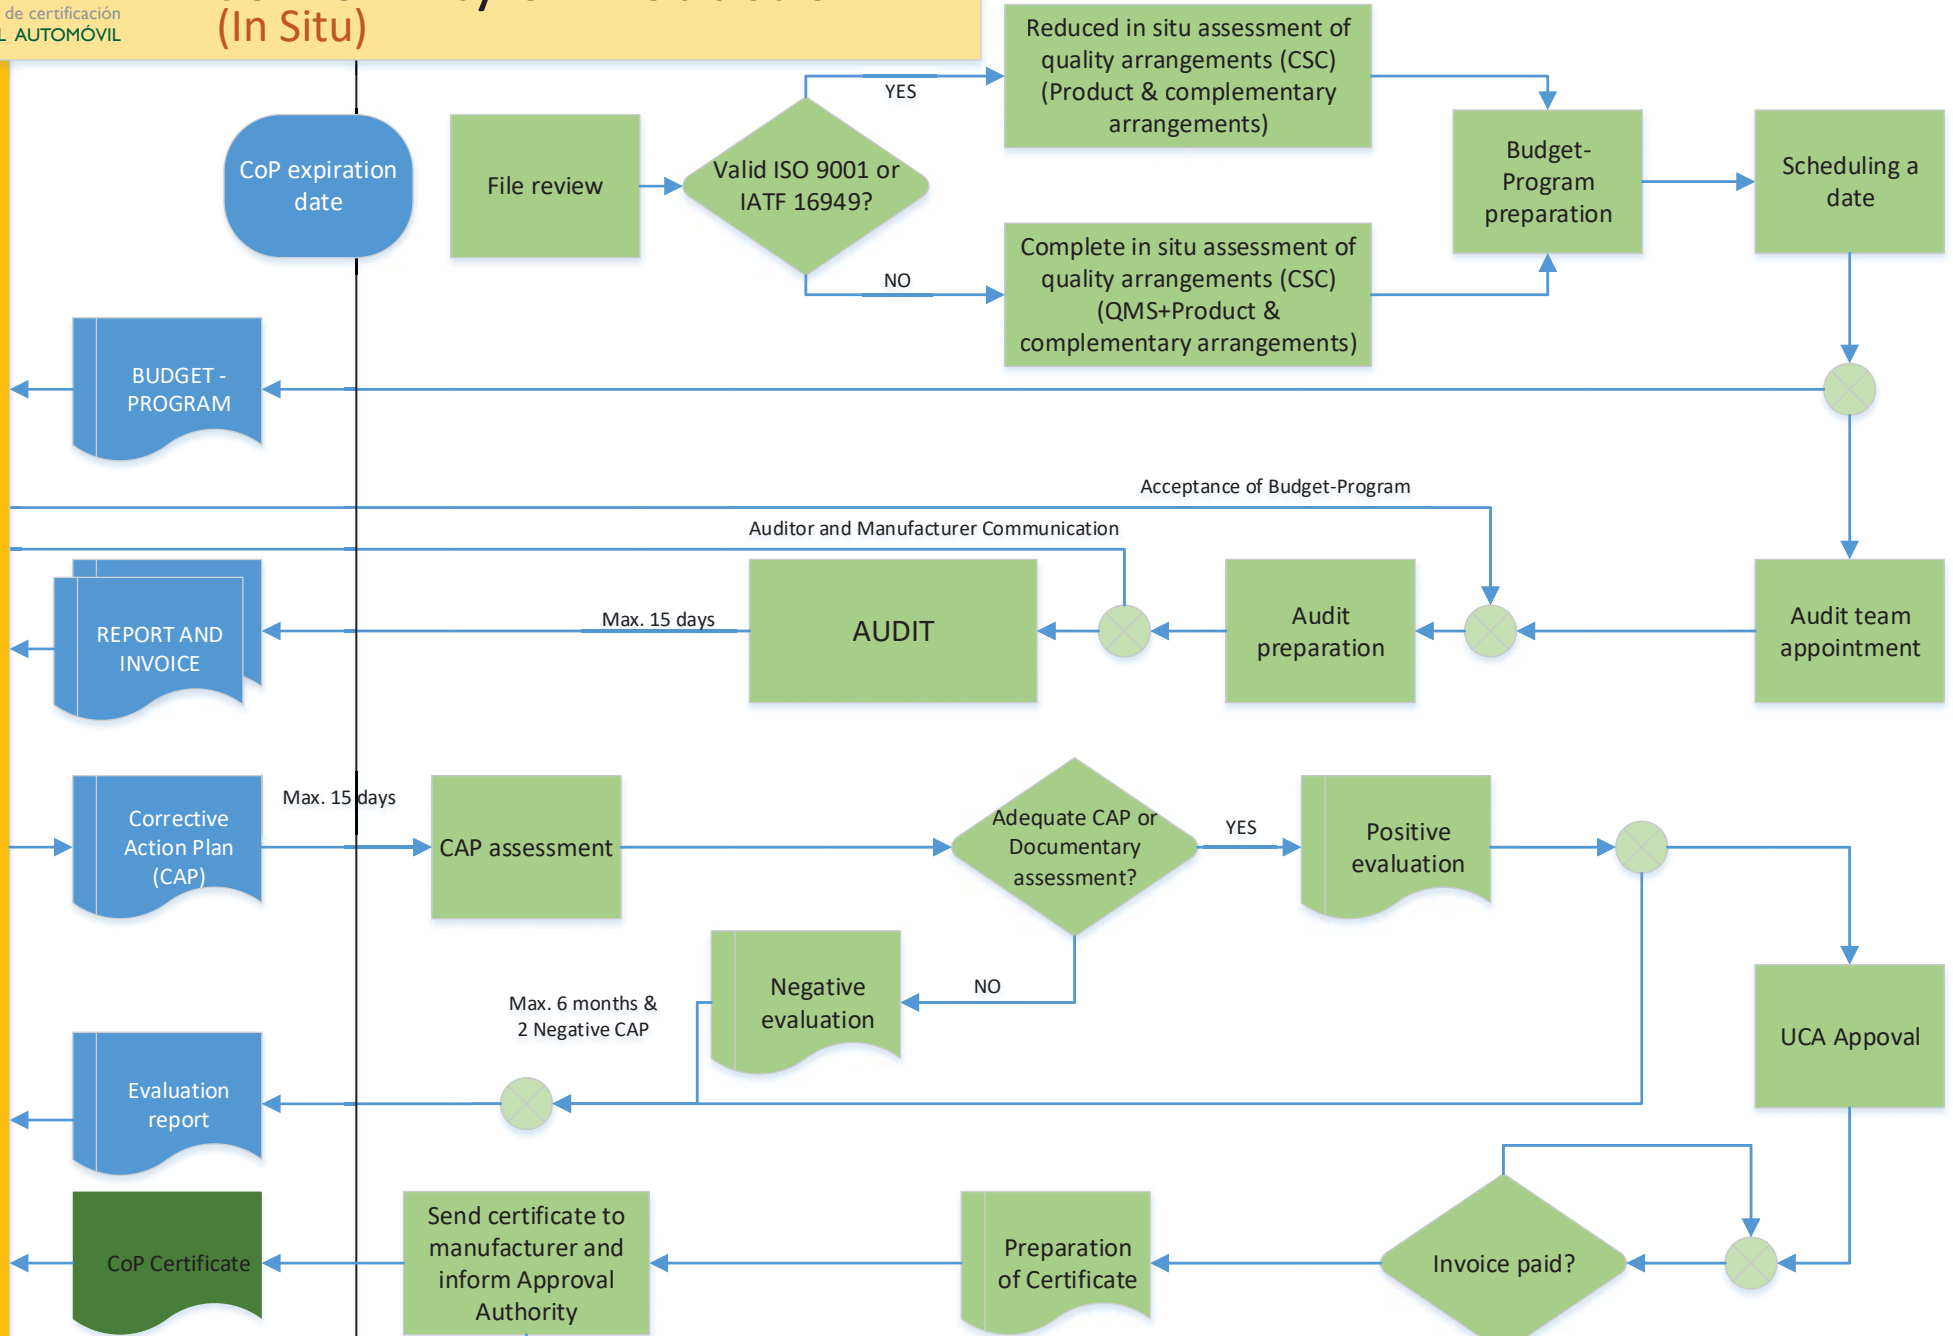 de certificación
AUTOMÓVIL
(In Situ)
Reduced in situ assessment of
quality arrangements (CSC)
(Product & complementary
arrangements)
YES
CoP expiration
date
File review
Valid ISO 9001 or
IATF 16949?
Budget-
Program
preparation
Scheduling a
date
NO
Complete in situ assessment of
quality arrangements (CSC)
(QMS+Product &
complementary arrangements)
BUDGET -
PROGRAM
Acceptance of Budget-Program
Auditor and Manufacturer Communication
REPORT AND
INVOICE
Max. 15 days
AUDIT
Audit
preparation
Audit team
appointment
Corrective
Action Plan
(CAP)
Max. 15 days
CAP assessment
Adequate CAP or
Documentary
assessment?
YES
Positive
evaluation
Negative
evaluation
NO
Max. 6 months &
2 Negative CAP
UCA Appoval
Evaluation
report
CoP Certificate
Send certificate to
manufacturer and
inform Approval
Authority
Preparation
of Certificate
Invoice paid?